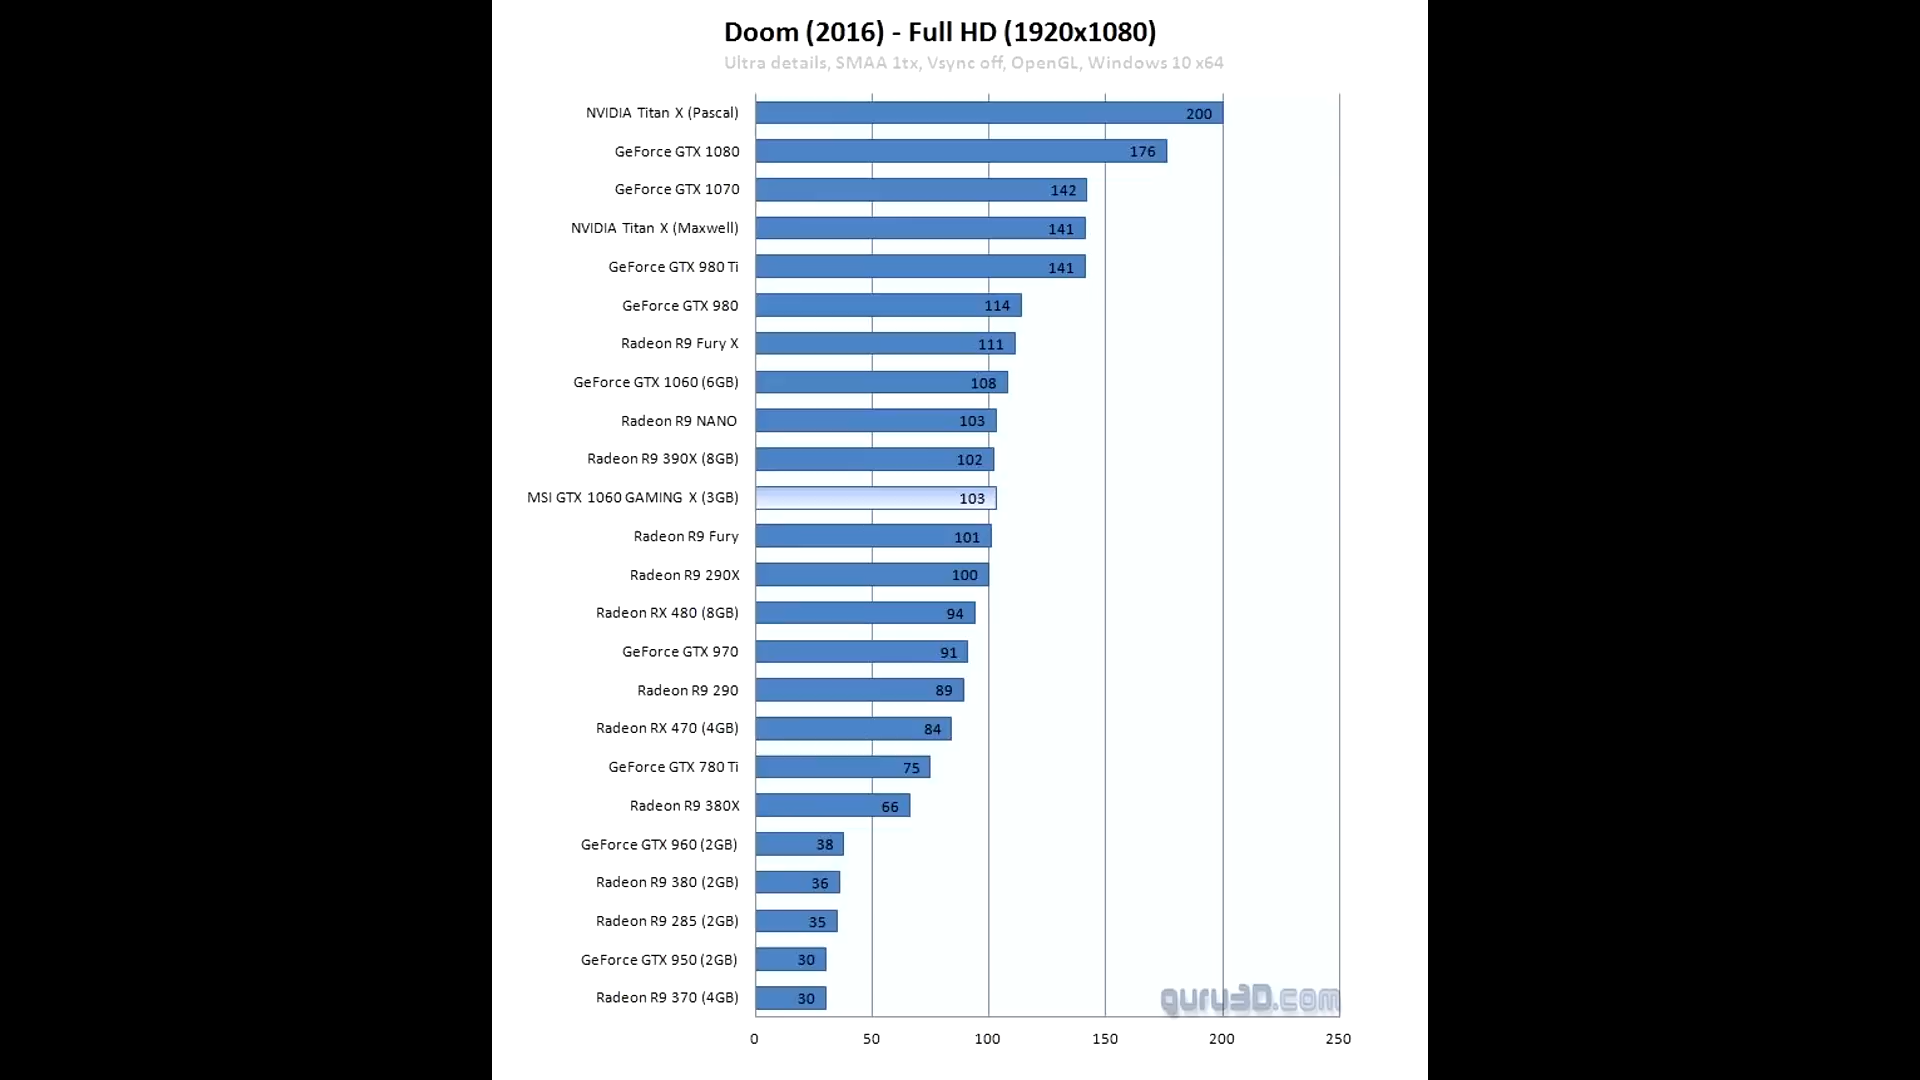 Doom (2016) - Full HD (1920x1080)
Ultra details, SMAA 1tx, Vsync off, OpenGL, Windows 10 x64
NVIDIA Titan X (Pascal) 200
GeForce GTX 1080 176
GeForce GTX 1070 142
NVIDIA Titan X (Maxwell) 141
GeForce GTX 980 Ti 141
GeForce GTX 980 114
Radeon R9 Fury X 111
GeForce GTX 1060 (6GB) 108
Radeon R9 NANO 103
Radeon R9 390X (8GB) 102
MSI GTX 1060 GAMING X (3GB) 103
Radeon R9 Fury 101
Radeon R9 290X 100
Radeon RX 480 (8GB) 94
GeForce GTX 970 91
Radeon R9 290 89
Radeon RX 470 (4GB) 84
GeForce GTX 780 Ti 75
Radeon R9 380X 66
GeForce GTX 960 (2GB) 38
Radeon R9 380 (2GB) 36
Radeon R9 285 (2GB) 35
GeForce GTX 950 (2GB) 30
Radeon R9 370 (4GB) 30
guru3D.com
0 50 100 150 200 250